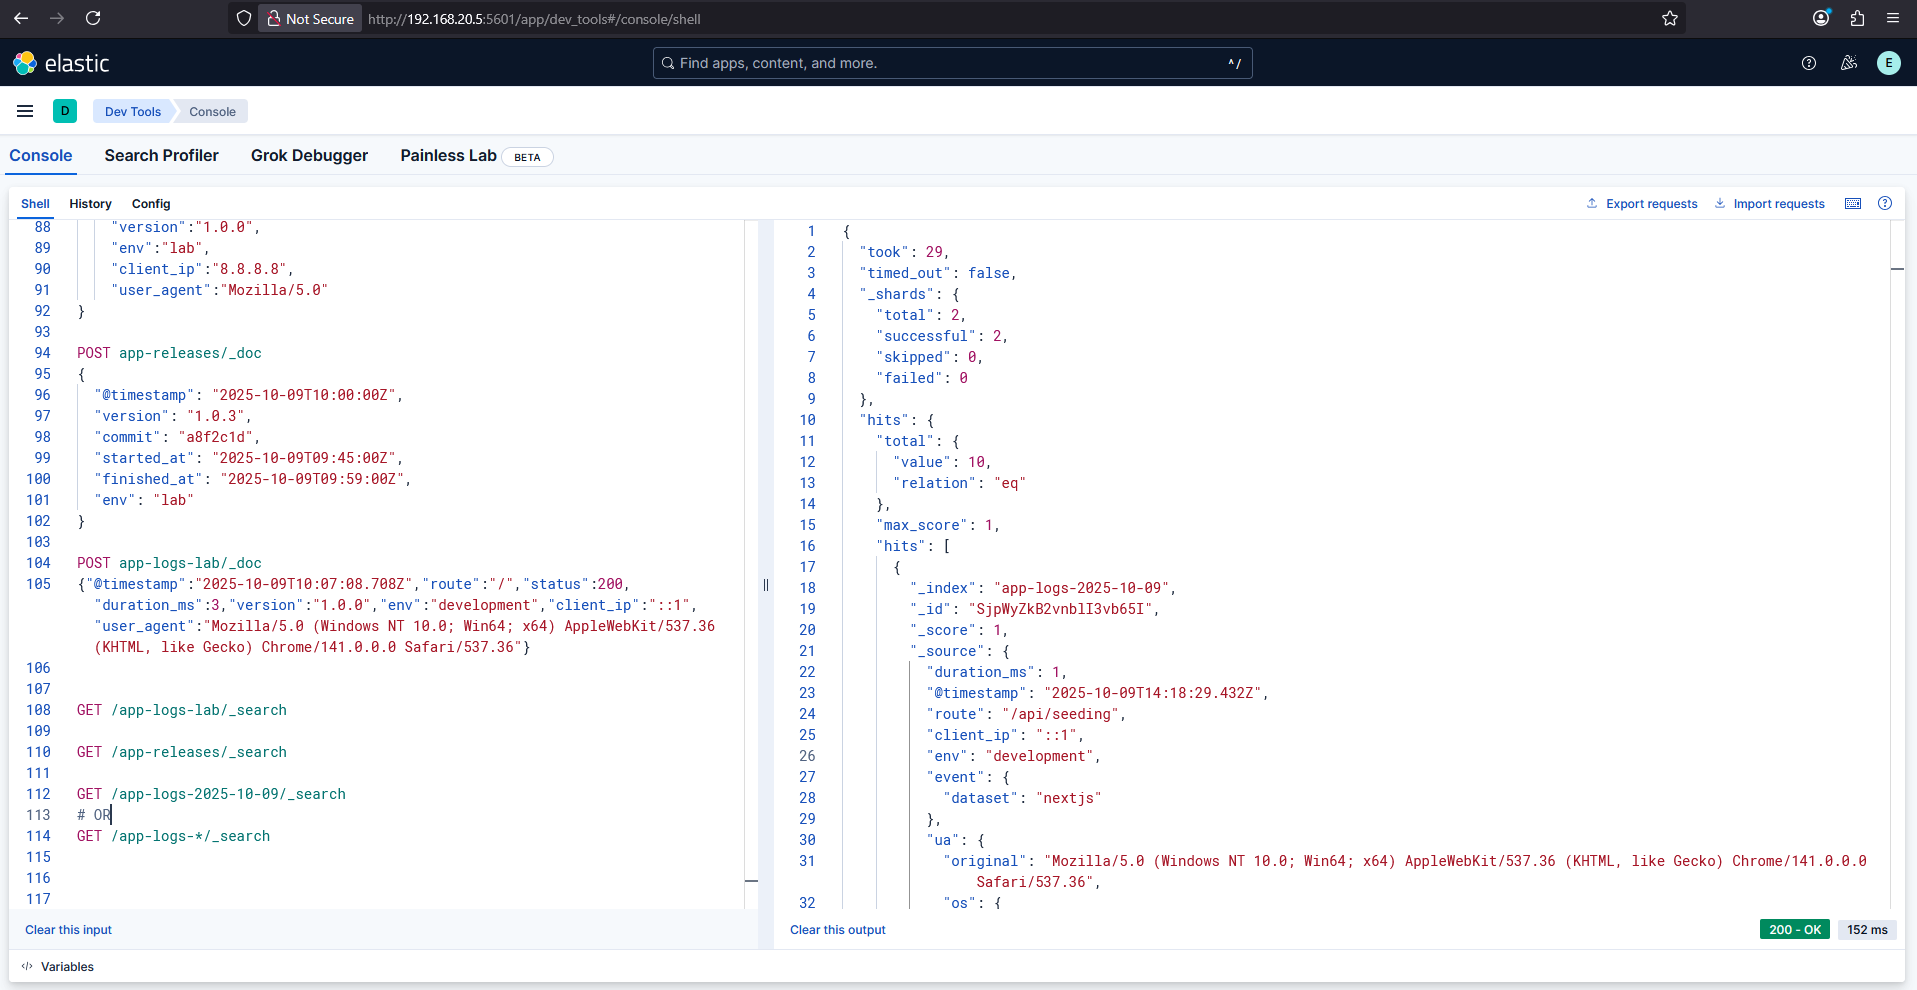 Not Secure http://192.168.20.5:5601/app/dev_tools#/console/shell
elastic
Find apps, content, and more. ^ /
E
D Dev Tools Console
Console Search Profiler Grok Debugger Painless Lab BETA
Shell History Config Export requests Import requests
88 "version":"1.0.0",
89 "env":"lab",
90 "client_ip":"8.8.8.8",
91 "user_agent":"Mozilla/5.0"
92 }
93
94 POST app-releases/_doc
95 {
96 "@timestamp": "2025-10-09T10:00:00Z",
97 "version": "1.0.3",
98 "commit": "a8f2c1d",
99 "started_at": "2025-10-09T09:45:00Z",
100 "finished_at": "2025-10-09T09:59:00Z",
101 "env": "lab"
102 }
103
104 POST app-logs-lab/_doc
105 {"@timestamp":"2025-10-09T10:07:08.708Z","route":"/","status":200,
"duration_ms":3,"version":"1.0.0","env":"development","client_ip":"::1",
"user_agent":"Mozilla/5.0 (Windows NT 10.0; Win64; x64) AppleWebKit/537.36
(KHTML, like Gecko) Chrome/141.0.0.0 Safari/537.36"}
106
107
108 GET /app-logs-lab/_search
109
110 GET /app-releases/_search
111
112 GET /app-logs-2025-10-09/_search
113 # OR
114 GET /app-logs-*/_search
115
116
117
Clear this input
1 {
2 "took": 29,
3 "timed_out": false,
4 "_shards": {
5 "total": 2,
6 "successful": 2,
7 "skipped": 0,
8 "failed": 0
9 },
10 "hits": {
11 "total": {
12 "value": 10,
13 "relation": "eq"
14 },
15 "max_score": 1,
16 "hits": [
17 {
18 "_index": "app-logs-2025-10-09",
19 "_id": "SjpWyZkB2vnblI3vb65I",
20 "_score": 1,
21 "_source": {
22 "duration_ms": 1,
23 "@timestamp": "2025-10-09T14:18:29.432Z",
24 "route": "/api/seeding",
25 "client_ip": "::1",
26 "env": "development",
27 "event": {
28 "dataset": "nextjs"
29 },
30 "ua": {
31 "original": "Mozilla/5.0 (Windows NT 10.0; Win64; x64) AppleWebKit/537.36 (KHTML, like Gecko) Chrome/141.0.0.0
Safari/537.36",
32 "os": {
Clear this output
200 - OK 152 ms
Variables